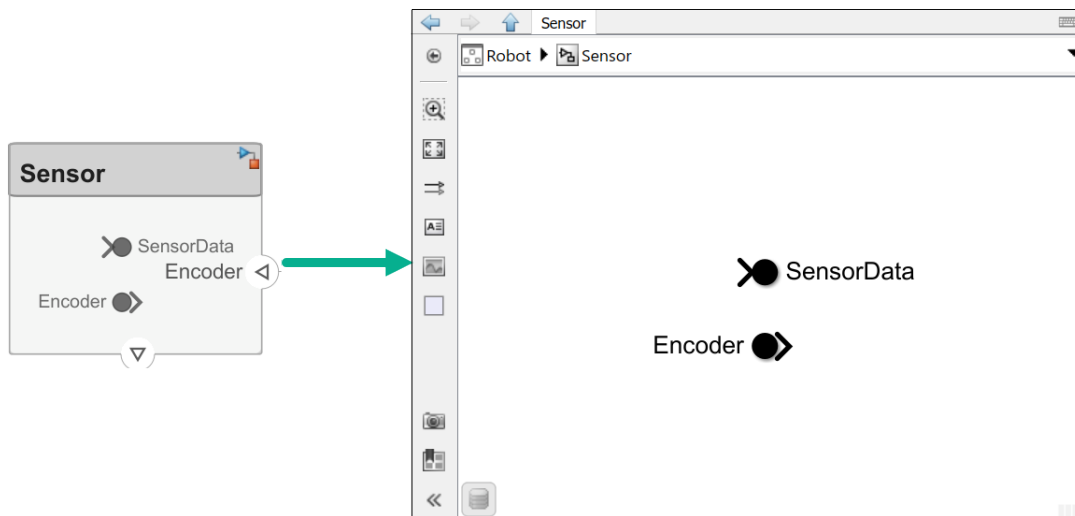 Sensor
SensorData
Encoder
Encoder
Sensor
Robot Sensor
A
SensorData
Encoder